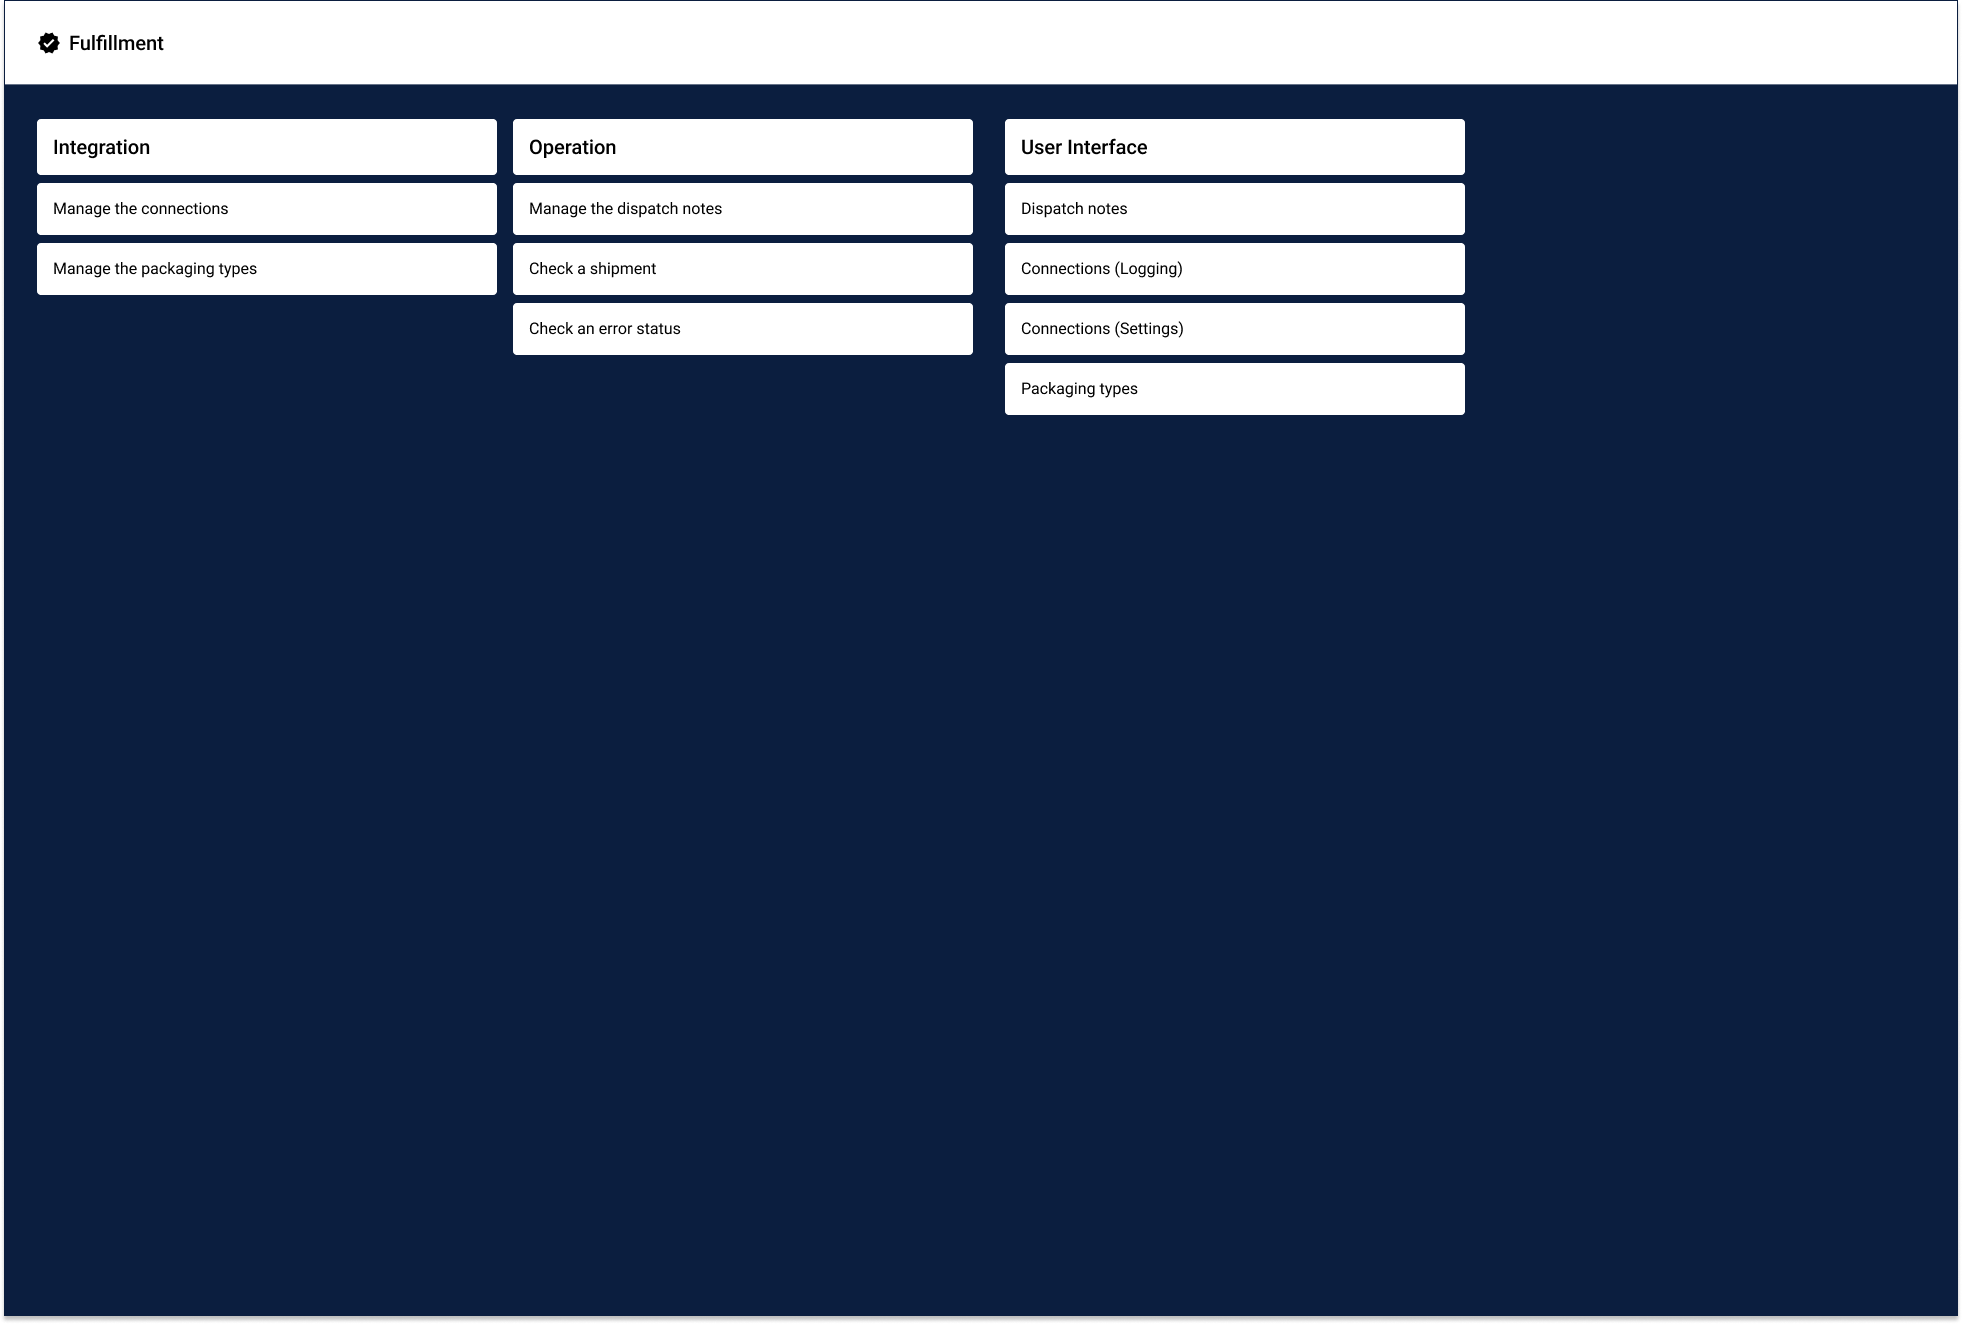 Fulfillment
Integration
Manage the connections
Manage the packaging types
Operation
Manage the dispatch notes
Check a shipment
Check an error status
User Interface
Dispatch notes
Connections (Logging)
Connections (Settings)
Packaging types